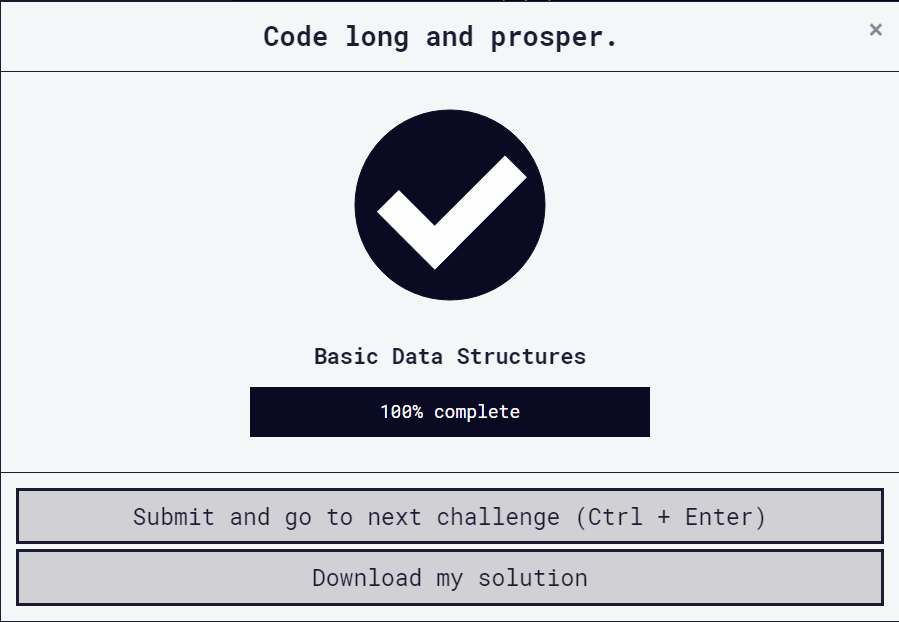 Code long and prosper.
×
Basic Data Structures
100% complete
Submit and go to next challenge (Ctrl + Enter)
Download my solution